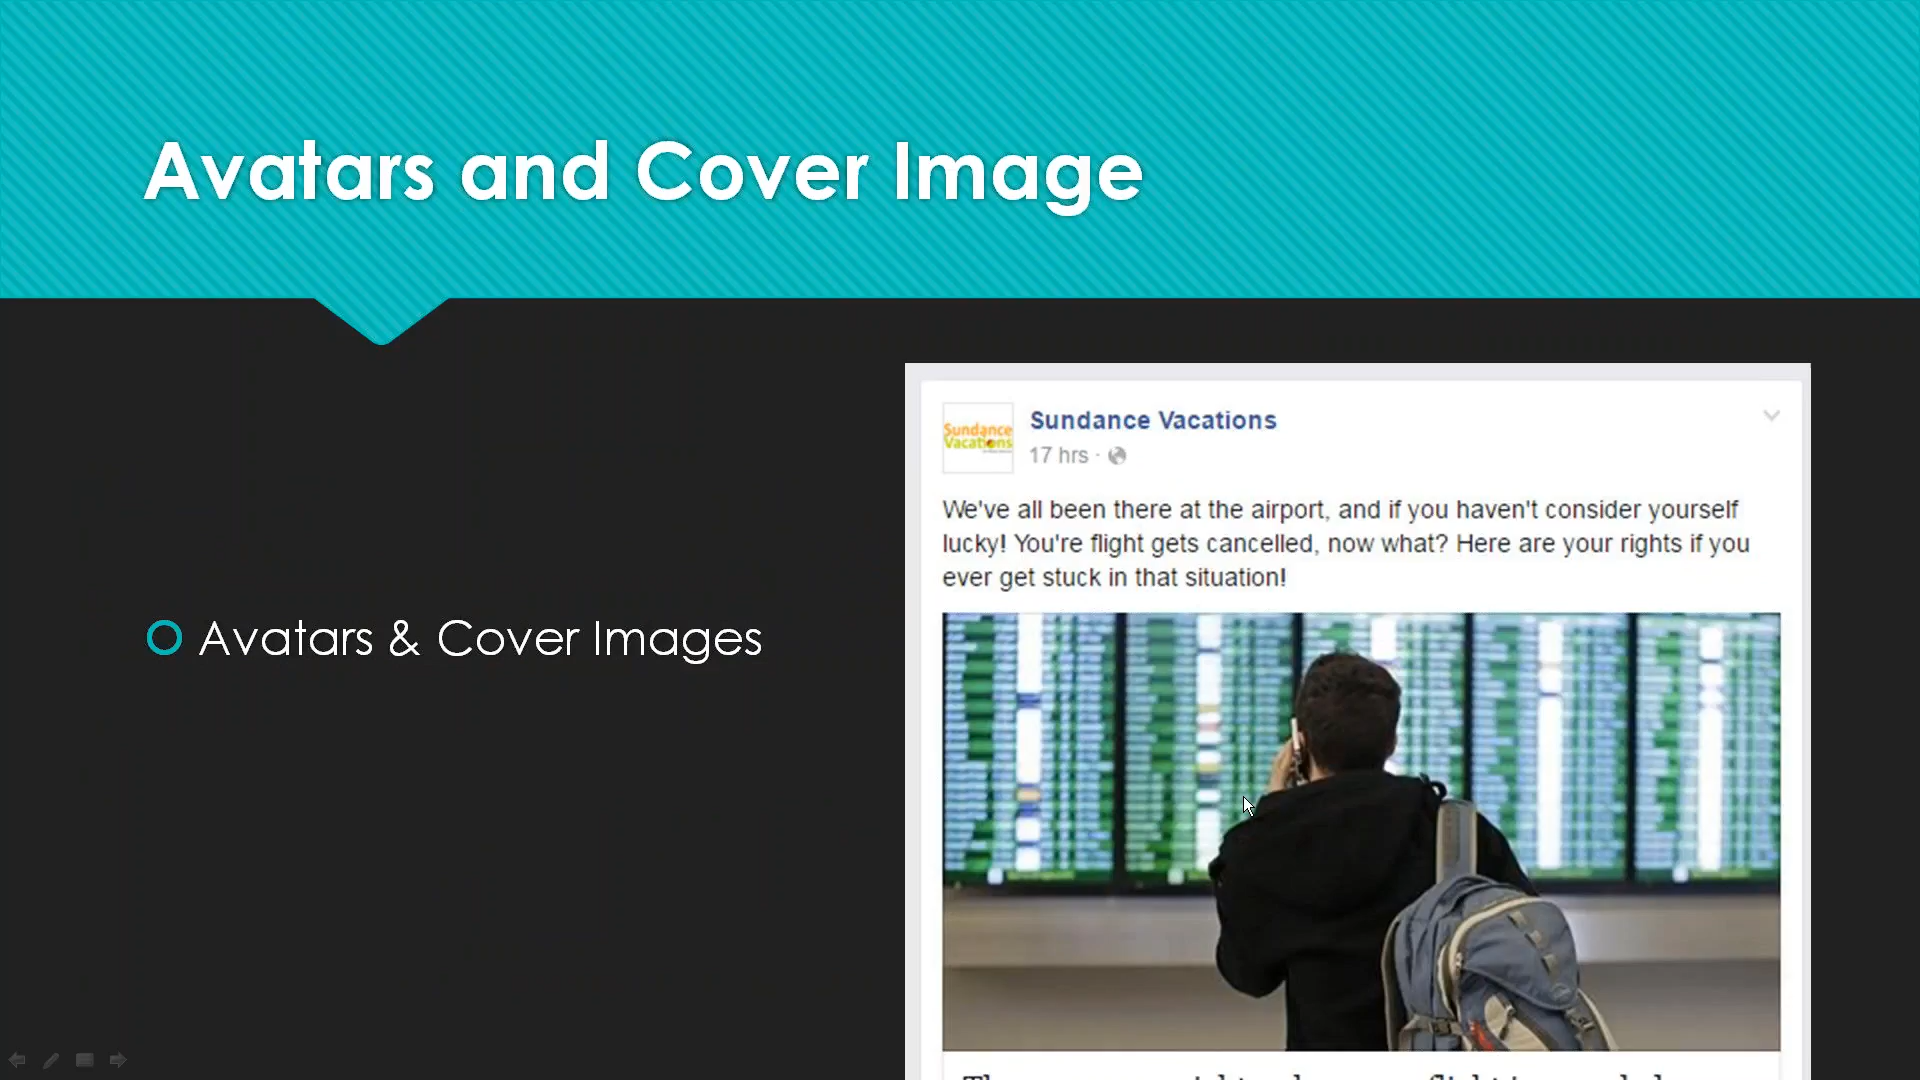 Avatars and Cover Image
Avatars & Cover Images
Sundance
Vacations
Sundance Vacations
17 hrs ·
We've all been there at the airport, and if you haven't consider yourself
lucky! You're flight gets cancelled, now what? Here are your rights if you
ever get stuck in that situation!